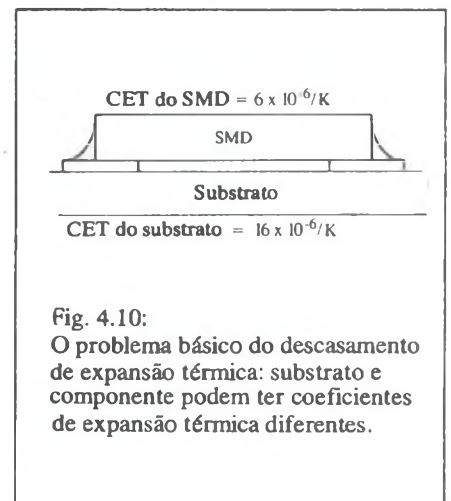 CET do SMD = 6 x 10⁻⁶/K
SMD
Substrato
CET do substrato = 16 x 10⁻⁶/K
Fig. 4.10:
O problema básico do descasamento
de expansão térmica: substrato e
componente podem ter coeficientes
de expansão térmica diferentes.